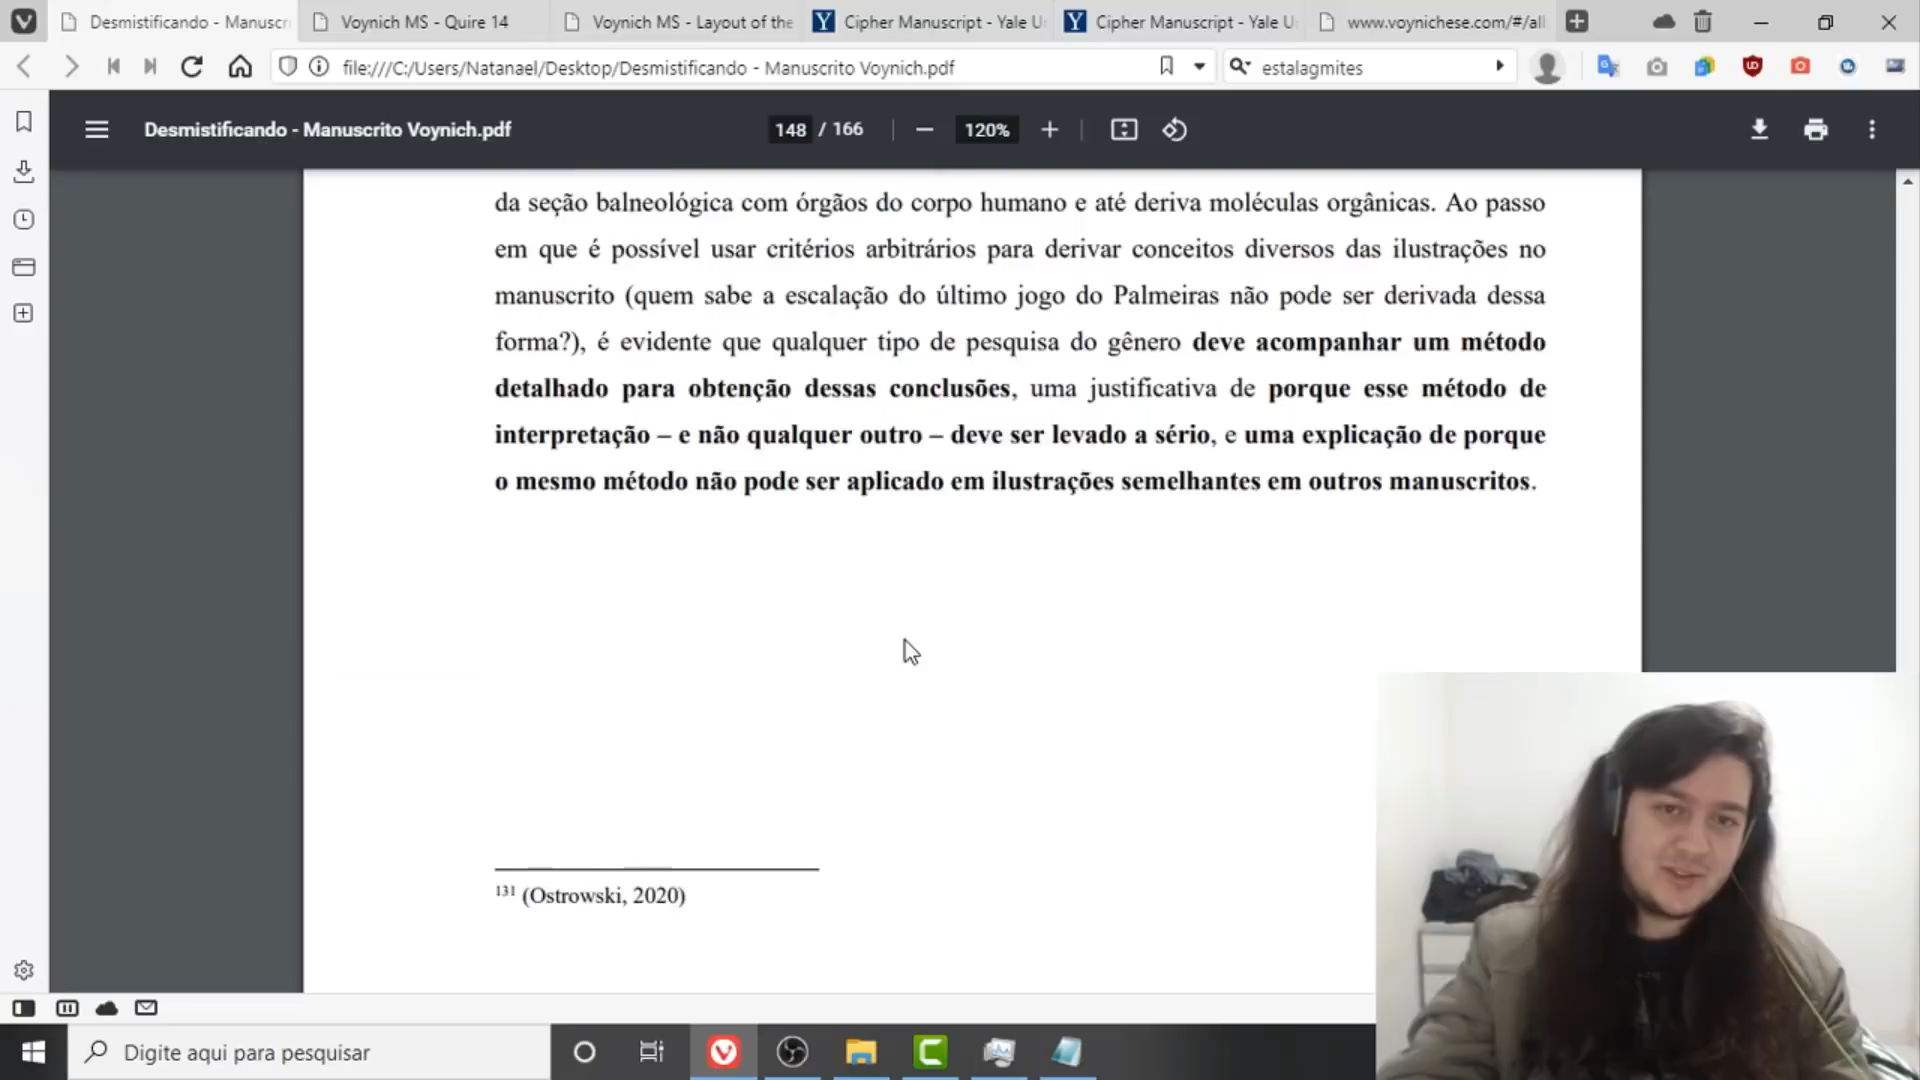 Desmistificando - Manuscr
Voynich MS - Quire 14
Voynich MS - Layout of the
Cipher Manuscript - Yale U
Cipher Manuscript - Yale U
www.voynichese.com/#/all
file:///C:/Users/Natanael/Desktop/Desmistificando - Manuscrito Voynich.pdf
estalagmites
Desmistificando - Manuscrito Voynich.pdf
148 / 166
120%
da seção balneológica com órgãos do corpo humano e até deriva moléculas orgânicas. Ao passo
em que é possível usar critérios arbitrários para derivar conceitos diversos das ilustrações no
manuscrito (quem sabe a escalação do último jogo do Palmeiras não pode ser derivada dessa
forma?), é evidente que qualquer tipo de pesquisa do gênero deve acompanhar um método
detalhado para obtenção dessas conclusões, uma justificativa de porque esse método de
interpretação – e não qualquer outro – deve ser levado a sério, e uma explicação de porque
o mesmo método não pode ser aplicado em ilustrações semelhantes em outros manuscritos.
131 (Ostrowski, 2020)
Digite aqui para pesquisar